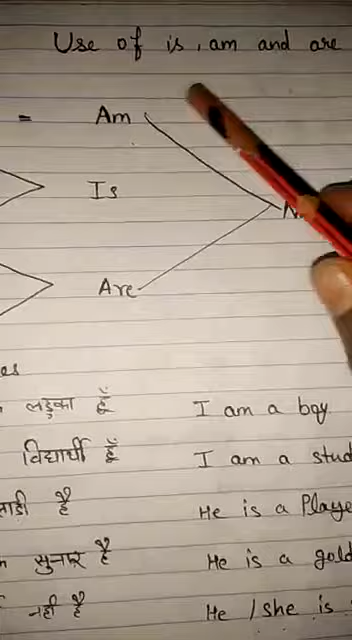 Use of is, am and are
= Am
Is
Are
लड़का हूँ I am a boy
विद्यार्थी हूँ I am a stud
है He is a Playe
सुनार है He is a gold
नही है He / she is